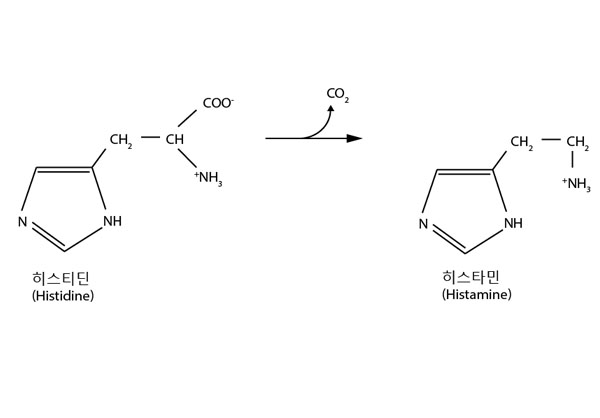 COO-
CH2
CH
+NH3
N
NH
히스티딘
(Histidine)
CO2
CH2
CH2
+NH3
N
NH
히스타민
(Histamine)